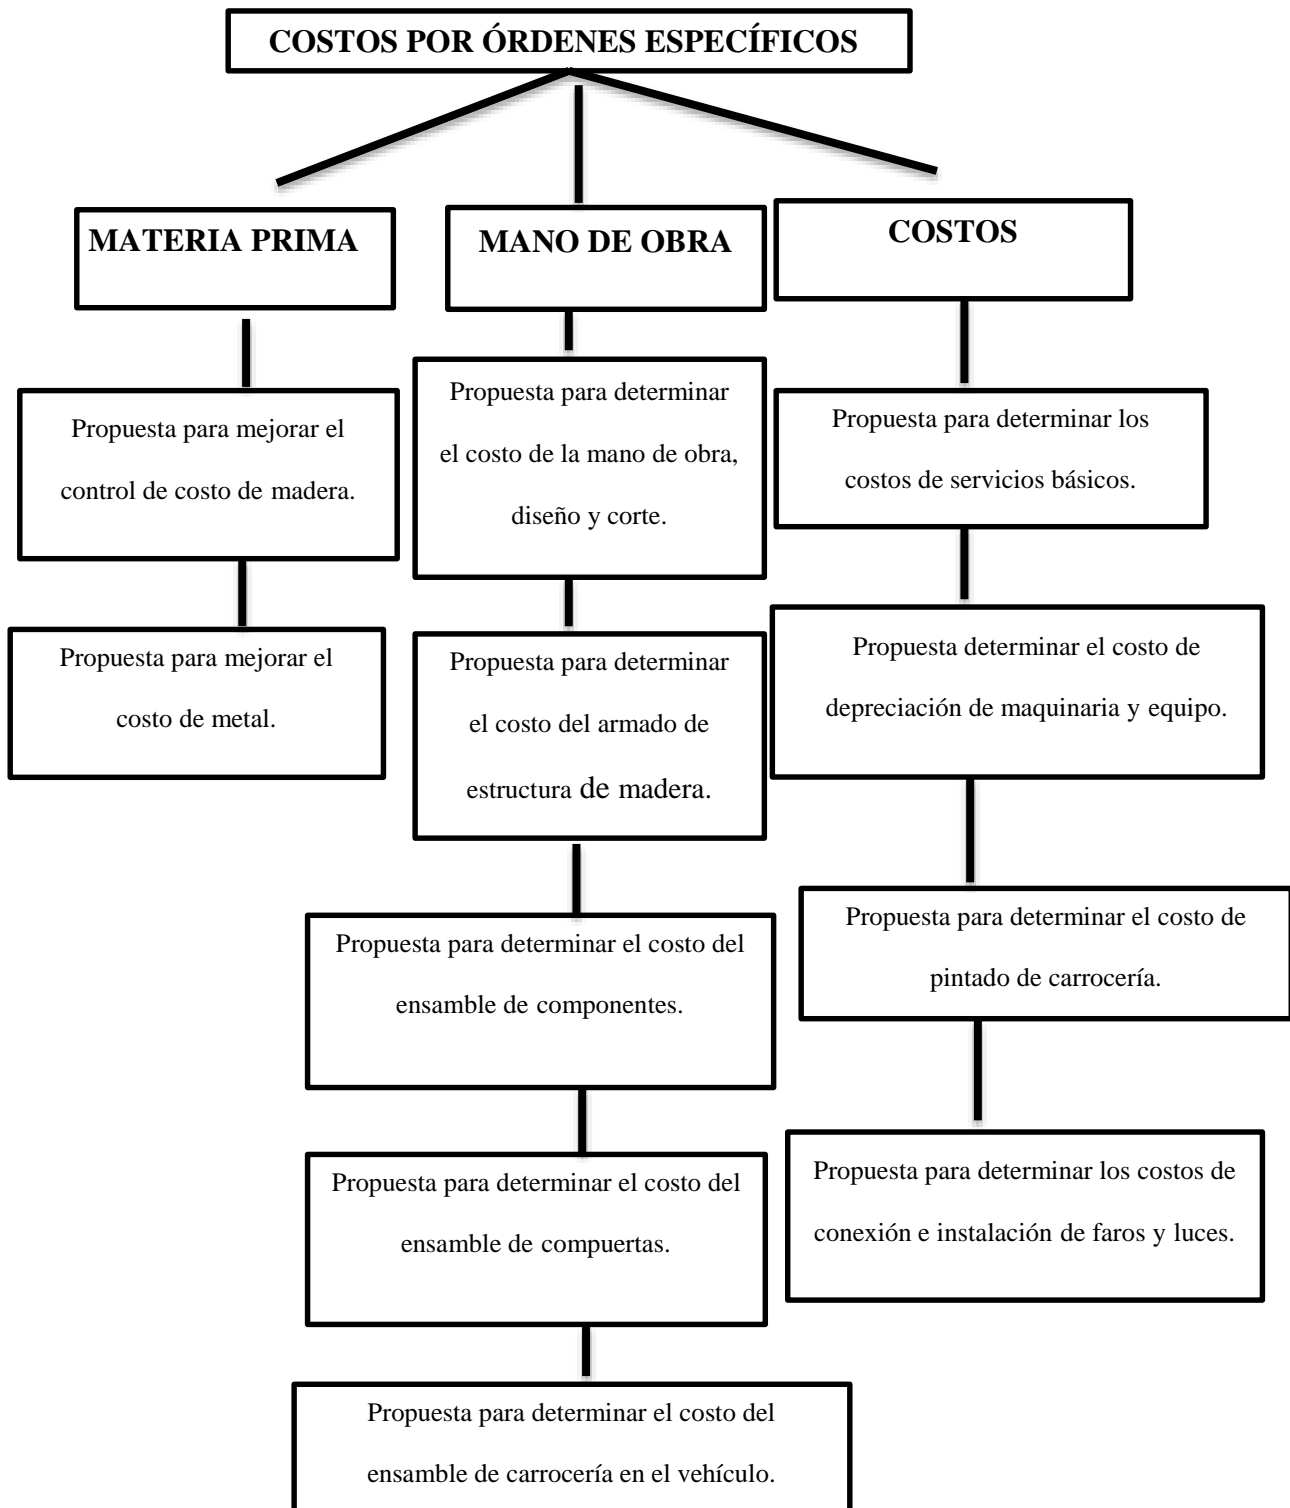 COSTOS POR ÓRDENES ESPECÍFICOS
MATERIA PRIMA
Propuesta para mejorar el
control de costo de madera.
Propuesta para mejorar el
costo de metal.
MANO DE OBRA
Propuesta para determinar
el costo de la mano de obra,
diseño y corte.
Propuesta para determinar
el costo del armado de
estructura de madera.
Propuesta para determinar el costo del
ensamble de componentes.
Propuesta para determinar el costo del
ensamble de compuertas.
Propuesta para determinar el costo del
ensamble de carrocería en el vehículo.
COSTOS
Propuesta para determinar los
costos de servicios básicos.
Propuesta determinar el costo de
depreciación de maquinaria y equipo.
Propuesta para determinar el costo de
pintado de carrocería.
Propuesta para determinar los costos de
conexión e instalación de faros y luces.